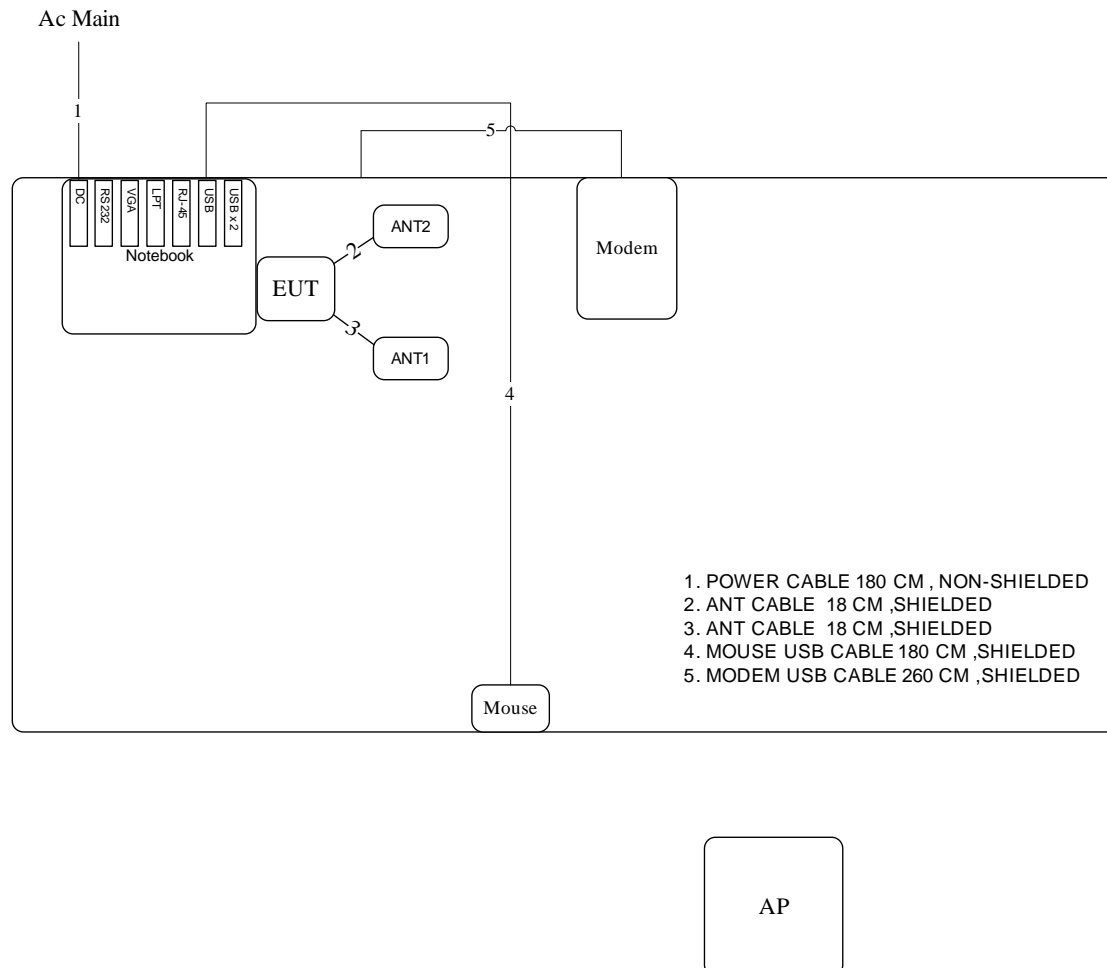 Ac Main
1
5
DC
RS232
VGA
LPT
RJ-45
USB
USB x 2
Notebook
ANT2
Modem
2
EUT
3
ANT1
4
1. POWER CABLE 180 CM , NON-SHIELDED
2. ANT CABLE 18 CM ,SHIELDED
3. ANT CABLE 18 CM ,SHIELDED
4. MOUSE USB CABLE 180 CM ,SHIELDED
5. MODEM USB CABLE 260 CM ,SHIELDED
Mouse
AP